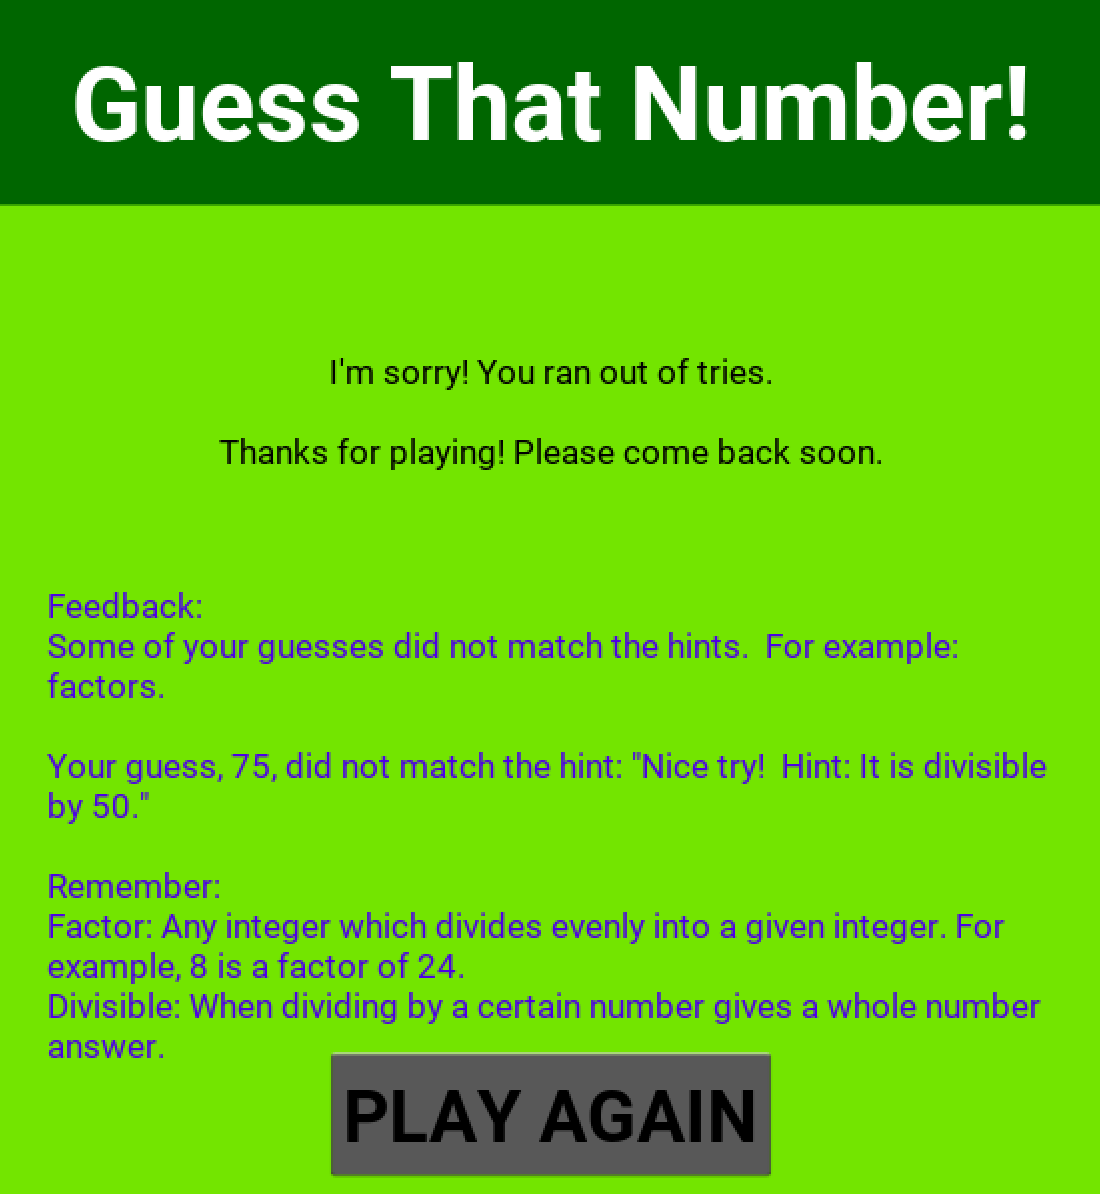 Guess That Number!
I'm sorry! You ran out of tries.
Thanks for playing! Please come back soon.
Feedback:
Some of your guesses did not match the hints.  For example:
factors.
Your guess, 75, did not match the hint: "Nice try!  Hint: It is divisible
by 50."
Remember:
Factor: Any integer which divides evenly into a given integer. For
example, 8 is a factor of 24.
Divisible: When dividing by a certain number gives a whole number
answer.
PLAY AGAIN